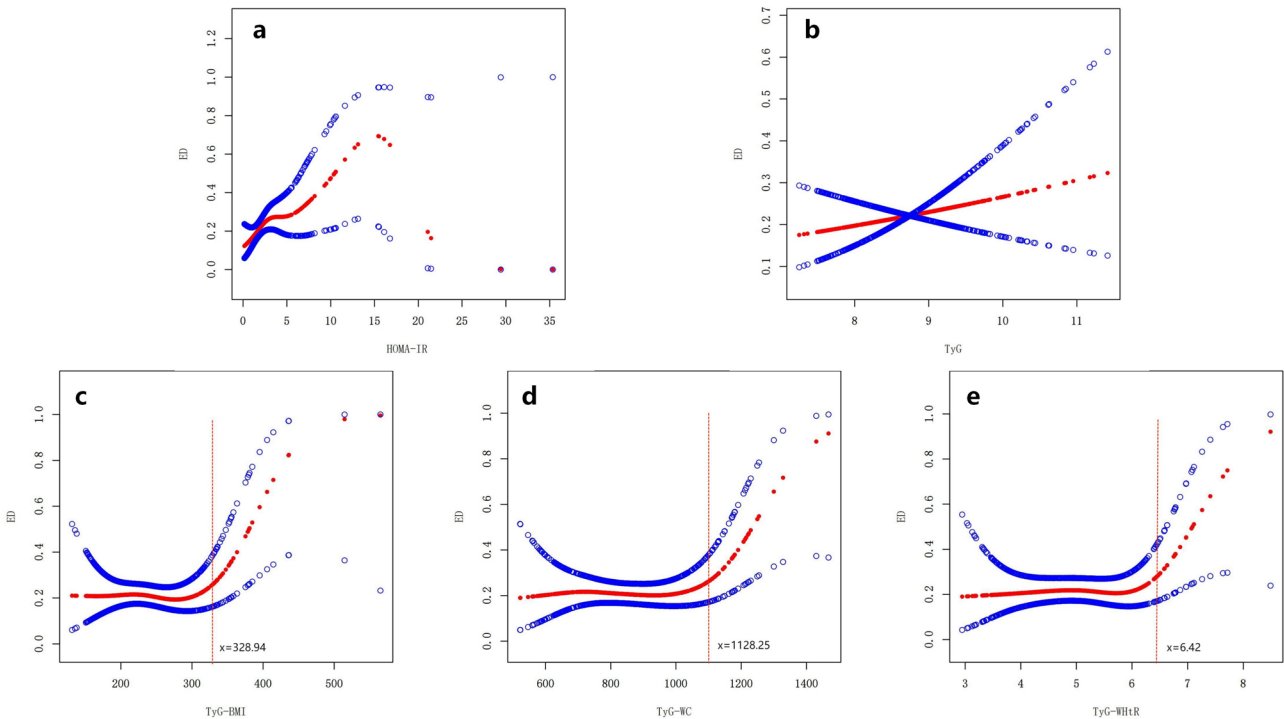 a
ED
0.0 0.2 0.4 0.6 0.8 1.0 1.2
0 5 10 15 20 25 30 35
HOMA-IR
b
ED
0.1 0.2 0.3 0.4 0.5 0.6 0.7
8 9 10 11
TyG
c
ED
0.0 0.2 0.4 0.6 0.8 1.0
x=328.94
200 300 400 500
TyG-BMI
d
ED
0.0 0.2 0.4 0.6 0.8 1.0
x=1128.25
600 800 1000 1200 1400
TyG-WC
e
ED
0.0 0.2 0.4 0.6 0.8 1.0
x=6.42
3 4 5 6 7 8
TyG-WHtR